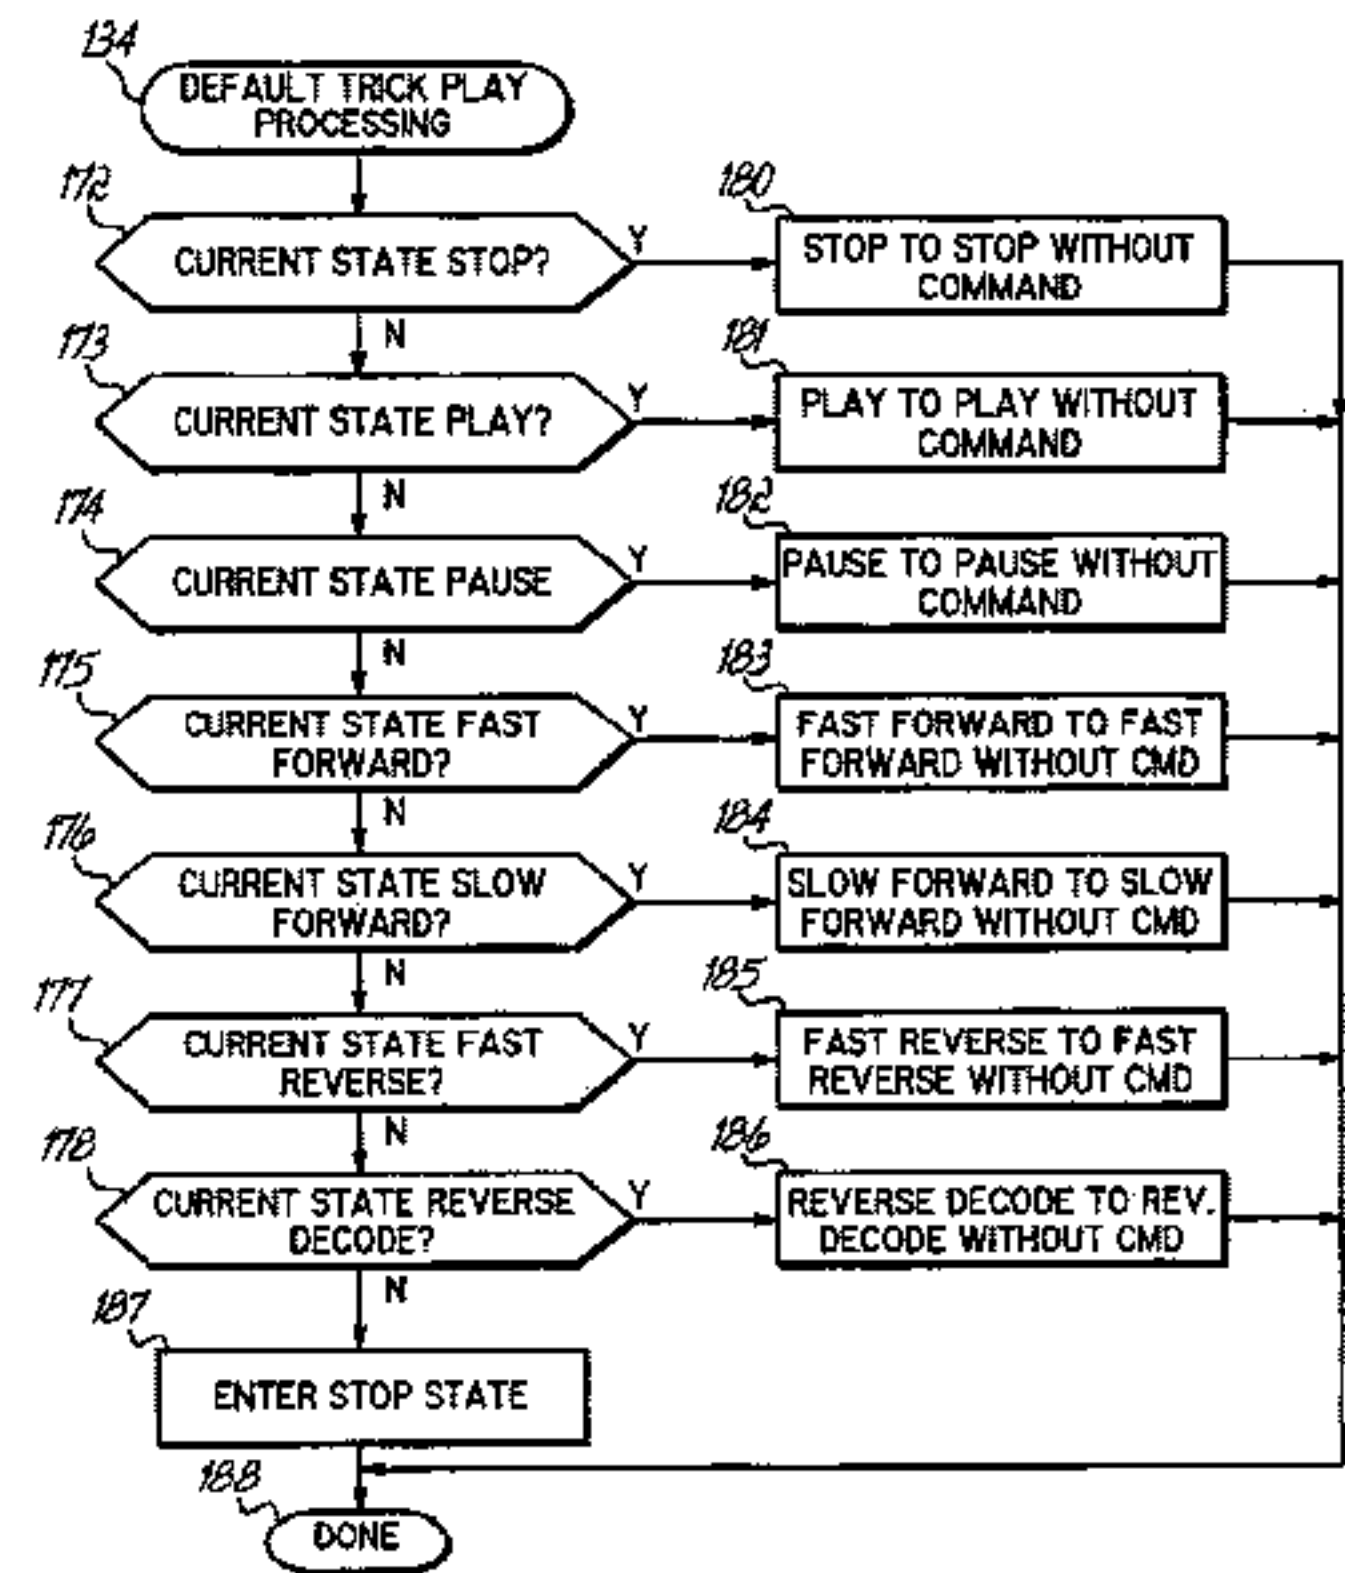 134
DEFAULT TRICK PLAY
PROCESSING
172
CURRENT STATE STOP?
Y
N
180
STOP TO STOP WITHOUT
COMMAND
173
CURRENT STATE PLAY?
Y
N
181
PLAY TO PLAY WITHOUT
COMMAND
174
CURRENT STATE PAUSE
Y
N
182
PAUSE TO PAUSE WITHOUT
COMMAND
175
CURRENT STATE FAST
FORWARD?
Y
N
183
FAST FORWARD TO FAST
FORWARD WITHOUT CMD
176
CURRENT STATE SLOW
FORWARD?
Y
N
184
SLOW FORWARD TO SLOW
FORWARD WITHOUT CMD
177
CURRENT STATE FAST
REVERSE?
Y
N
185
FAST REVERSE TO FAST
REVERSE WITHOUT CMD
178
CURRENT STATE REVERSE
DECODE?
Y
N
186
REVERSE DECODE TO REV.
DECODE WITHOUT CMD
187
ENTER STOP STATE
188
DONE